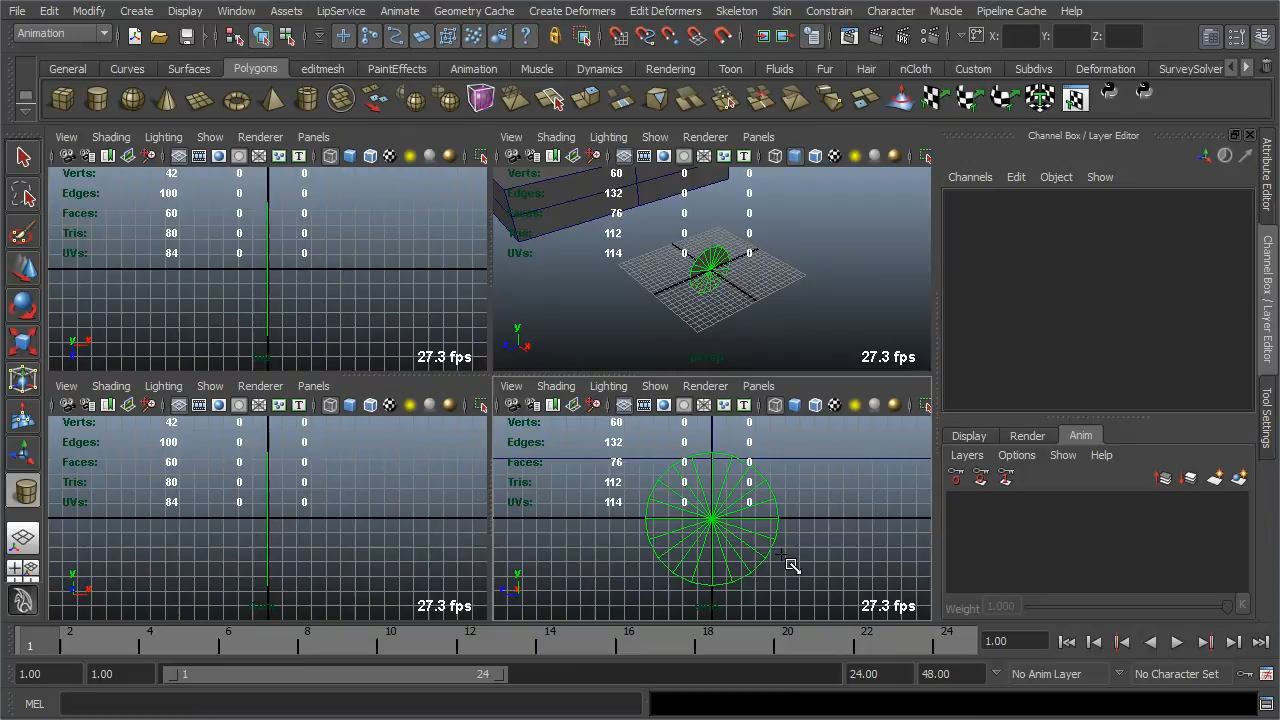 File Edit Modify Create Display Window Assets LipService Animate Geometry Cache Create Deformers Edit Deformers Skeleton Skin Constrain Character Muscle Pipeline Cache Help
Animation X: Y: Z:
General Curves Surfaces Polygons editmesh PaintEffects Animation Muscle Dynamics Rendering Toon Fluids Fur Hair nCloth Custom Subdivs Deformation SurveySolver
View Shading Lighting Show Renderer Panels
Verts: 42 0 0
Edges: 100 0 0
Faces: 60 0 0
Tris: 80 0 0
UVs: 84 0 0
y x z
27.3 fps
View Shading Lighting Show Renderer Panels
Verts: 60 0 0
Edges: 132 0 0
Faces: 76 0 0
Tris: 112 0 0
UVs: 114 0 0
y x
persp
27.3 fps
View Shading Lighting Show Renderer Panels
Verts: 42 0 0
Edges: 100 0 0
Faces: 60 0 0
Tris: 80 0 0
UVs: 84 0 0
y x
27.3 fps
View Shading Lighting Show Renderer Panels
Verts: 60 0 0
Edges: 132 0 0
Faces: 76 0 0
Tris: 112 0 0
UVs: 114 0 0
y
27.3 fps
Channel Box / Layer Editor
Channels Edit Object Show
Display Render Anim
Layers Options Show Help
Weight 1.000 K
Attribute Editor
Channel Box / Layer Editor
Tool Settings
1 2 4 6 8 10 12 14 16 18 20 22 24 1.00
1.00 1.00 1 24 24.00 48.00 No Anim Layer No Character Set
MEL